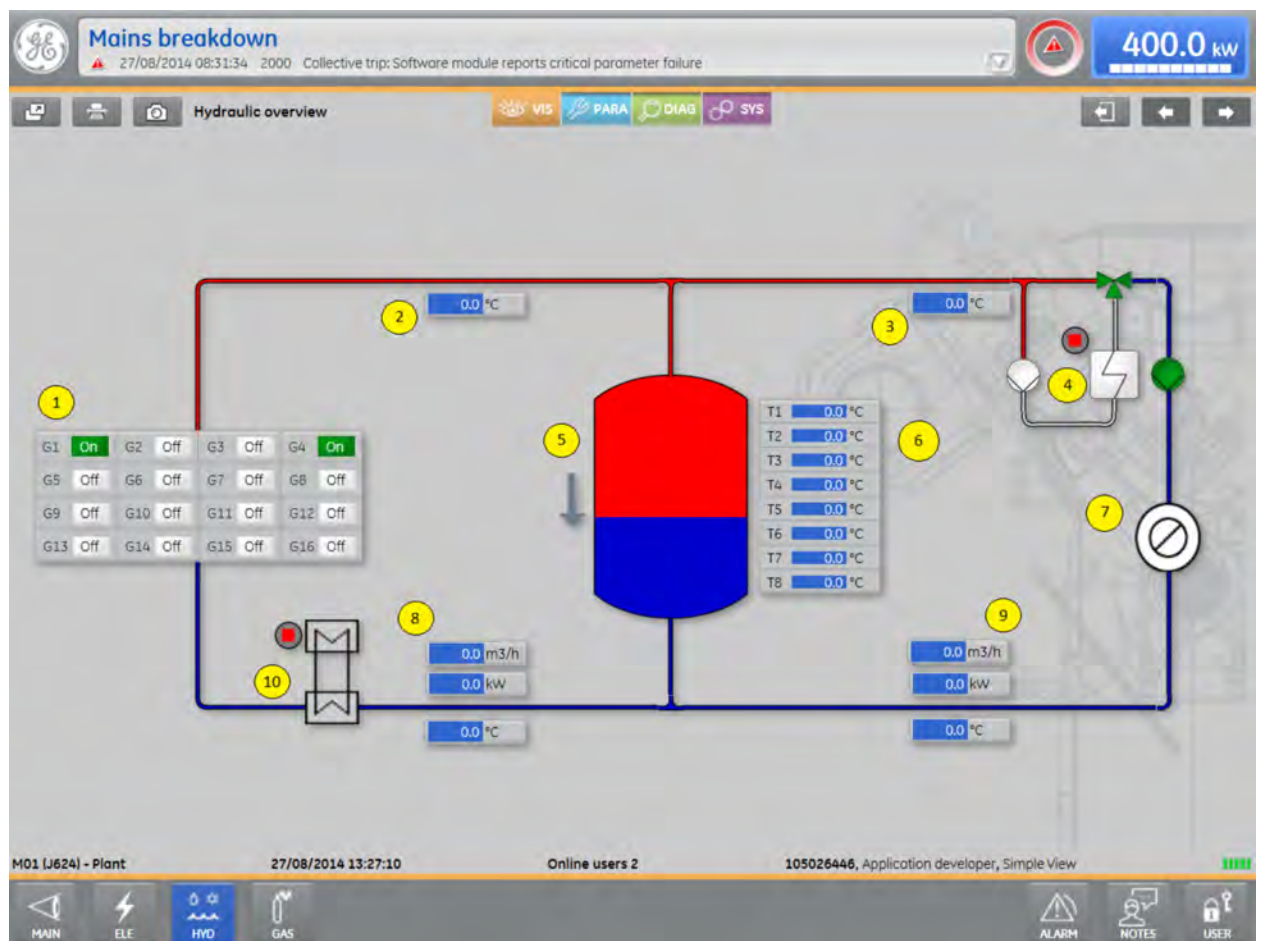 Mains breakdown
27/08/2014 08:31:34 2000 Collective trip: Software module reports critical parameter failure
400.0 kW
Hydraulic overview
VIS PARA DIAG SYS
2 0.0 °C
3 0.0 °C
4
1
G1 On G2 Off G3 Off G4 On
G5 Off G6 Off G7 Off G8 Off
G9 Off G10 Off G11 Off G12 Off
G13 Off G14 Off G15 Off G16 Off
5
T1 0.0 °C
T2 0.0 °C
T3 0.0 °C
T4 0.0 °C
T5 0.0 °C
T6 0.0 °C
T7 0.0 °C
T8 0.0 °C
6
7
8
0.0 m3/h
0.0 kW
0.0 °C
9
0.0 m3/h
0.0 kW
0.0 °C
10
M01 (J624) - Plant 27/08/2014 13:27:10 Online users 2 105026446, Application developer, Simple View
MAIN ELE HYD GAS ALARM NOTES USER